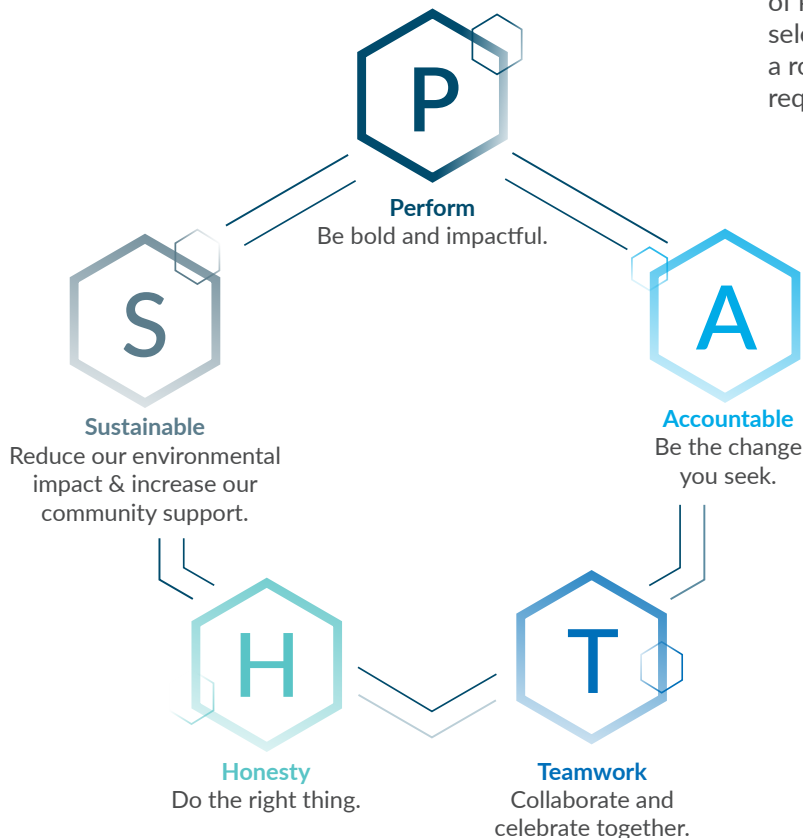 P
Perform
Be bold and impactful.
A
Accountable
Be the change
you seek.
T
Teamwork
Collaborate and
celebrate together.
H
Honesty
Do the right thing.
S
Sustainable
Reduce our environmental
impact & increase our
community support.
a